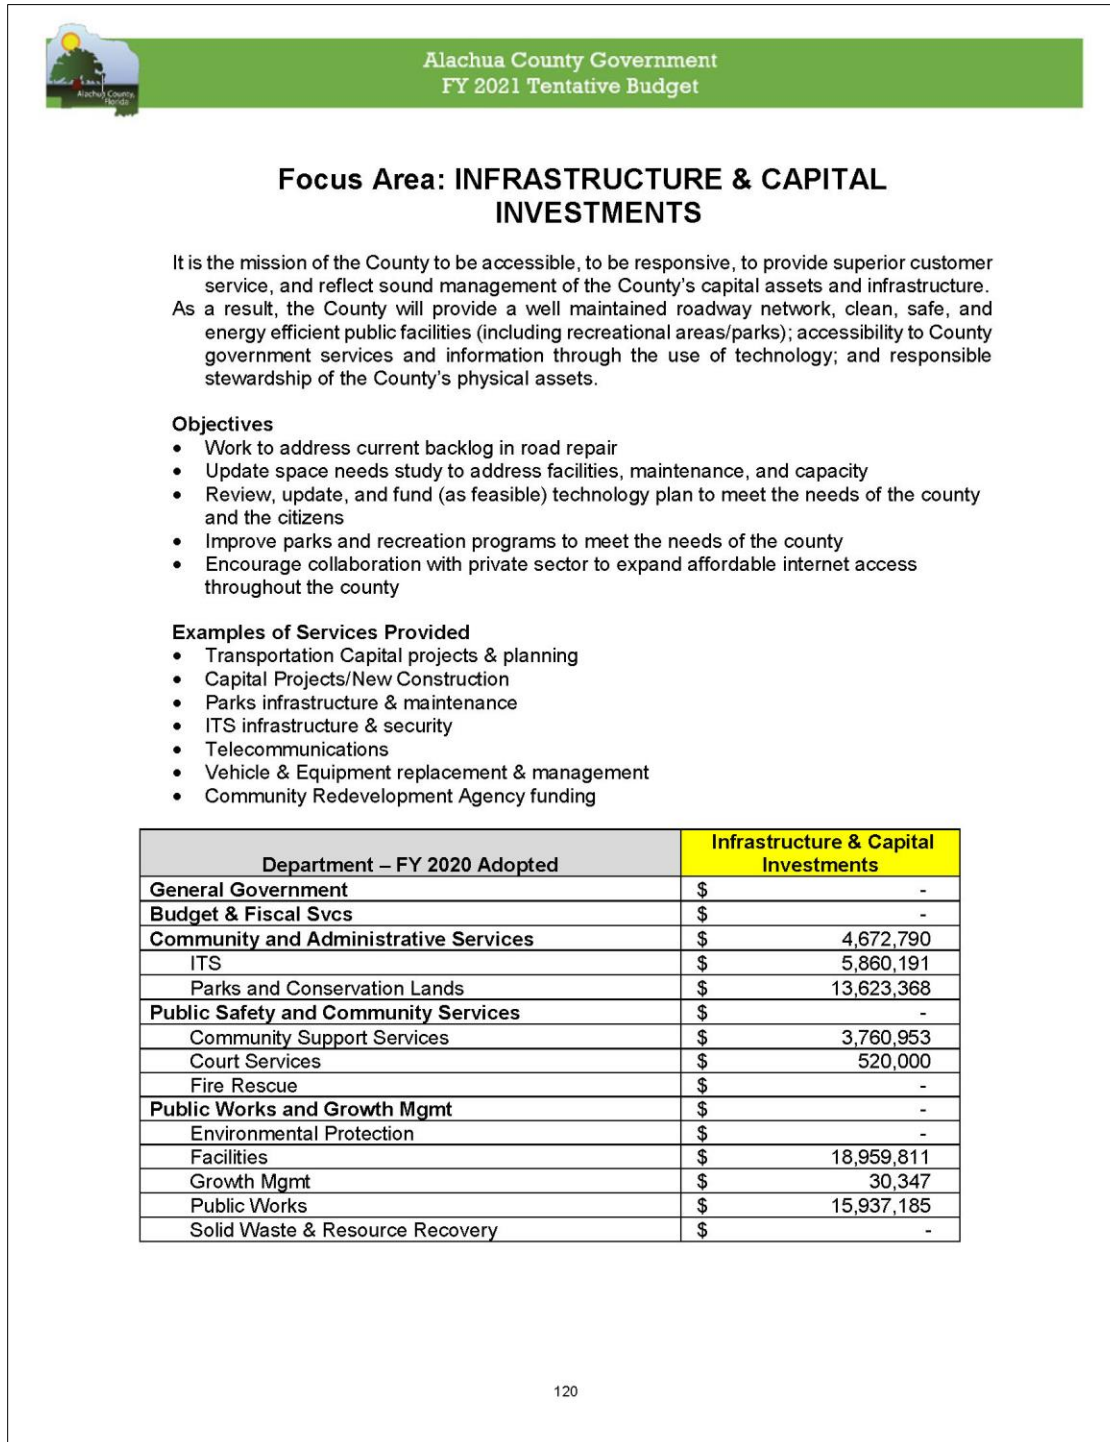 Alachua County,
Florida
Alachua County Government
FY 2021 Tentative Budget
Focus Area: INFRASTRUCTURE & CAPITAL
INVESTMENTS
It is the mission of the County to be accessible, to be responsive, to provide superior customer
service, and reflect sound management of the County's capital assets and infrastructure.
As a result, the County will provide a well maintained roadway network, clean, safe, and
energy efficient public facilities (including recreational areas/parks); accessibility to County
government services and information through the use of technology; and responsible
stewardship of the County's physical assets.
Objectives
• Work to address current backlog in road repair
• Update space needs study to address facilities, maintenance, and capacity
• Review, update, and fund (as feasible) technology plan to meet the needs of the county
and the citizens
• Improve parks and recreation programs to meet the needs of the county
• Encourage collaboration with private sector to expand affordable internet access
throughout the county
Examples of Services Provided
• Transportation Capital projects & planning
• Capital Projects/New Construction
• Parks infrastructure & maintenance
• ITS infrastructure & security
• Telecommunications
• Vehicle & Equipment replacement & management
• Community Redevelopment Agency funding
Department – FY 2020 Adopted Infrastructure & Capital
Investments
General Government $ -
Budget & Fiscal Svcs $ -
Community and Administrative Services $ 4,672,790
ITS $ 5,860,191
Parks and Conservation Lands $ 13,623,368
Public Safety and Community Services $ -
Community Support Services $ 3,760,953
Court Services $ 520,000
Fire Rescue $ -
Public Works and Growth Mgmt $ -
Environmental Protection $ -
Facilities $ 18,959,811
Growth Mgmt $ 30,347
Public Works $ 15,937,185
Solid Waste & Resource Recovery $ -
120